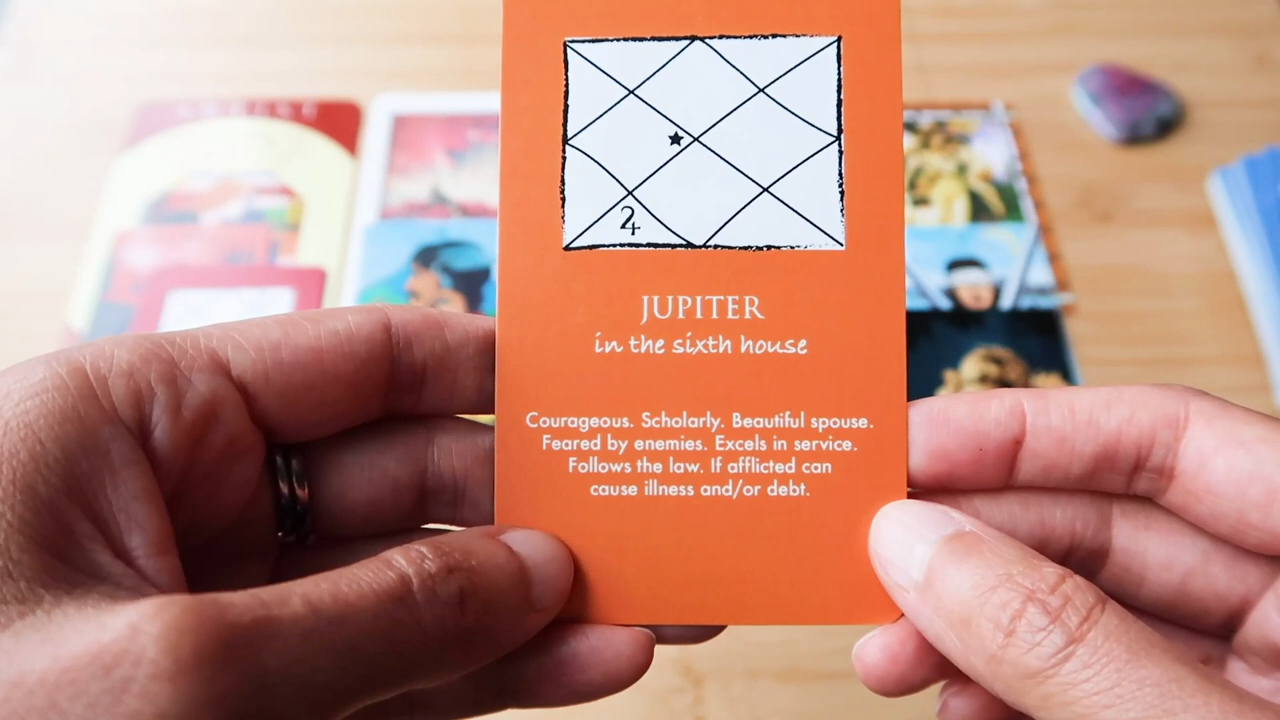 JUPITER
in the sixth house
Courageous. Scholarly. Beautiful spouse.
Feared by enemies. Excels in service.
Follows the law. If afflicted can
cause illness and/or debt.